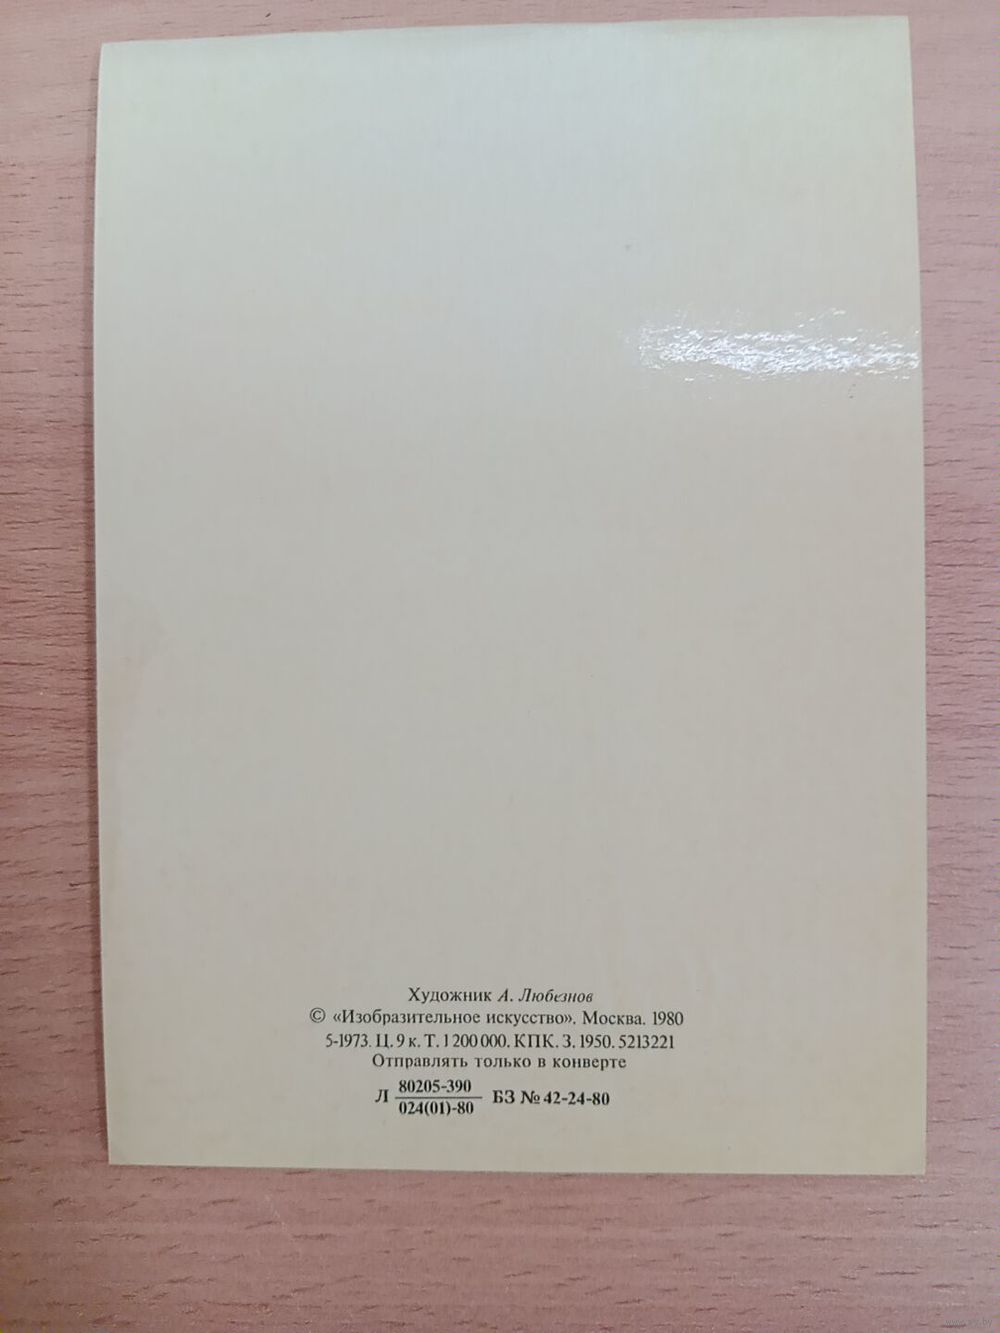 Художник А. Любезнов
© «Изобразительное искусство». Москва. 1980
5-1973. Ц. 9 к. Т. 1 200 000. КПК. З. 1950. 5213221
Отправлять только в конверте
Л 80205-390 БЗ № 42-24-80
024(01)-80